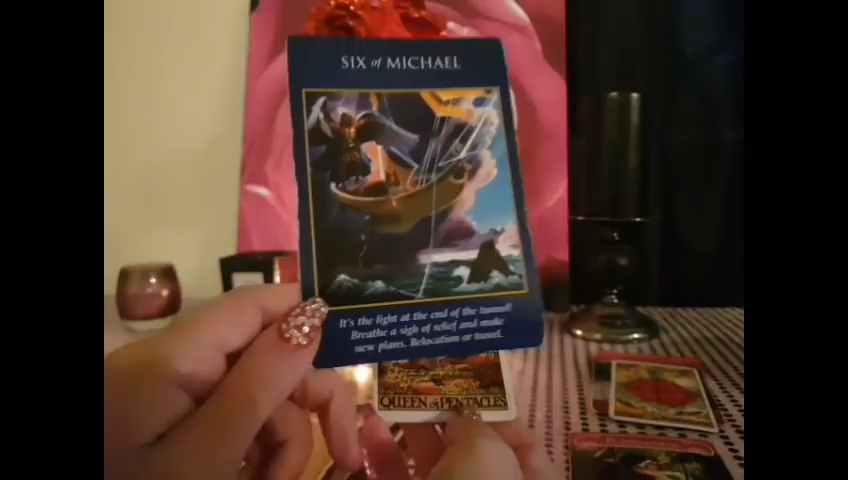 SIX of MICHAEL
It's the light at the end of the tunnel!
Breathe a sigh of relief and make
new plans. Relocation or travel.
QUEEN of PENTACLES